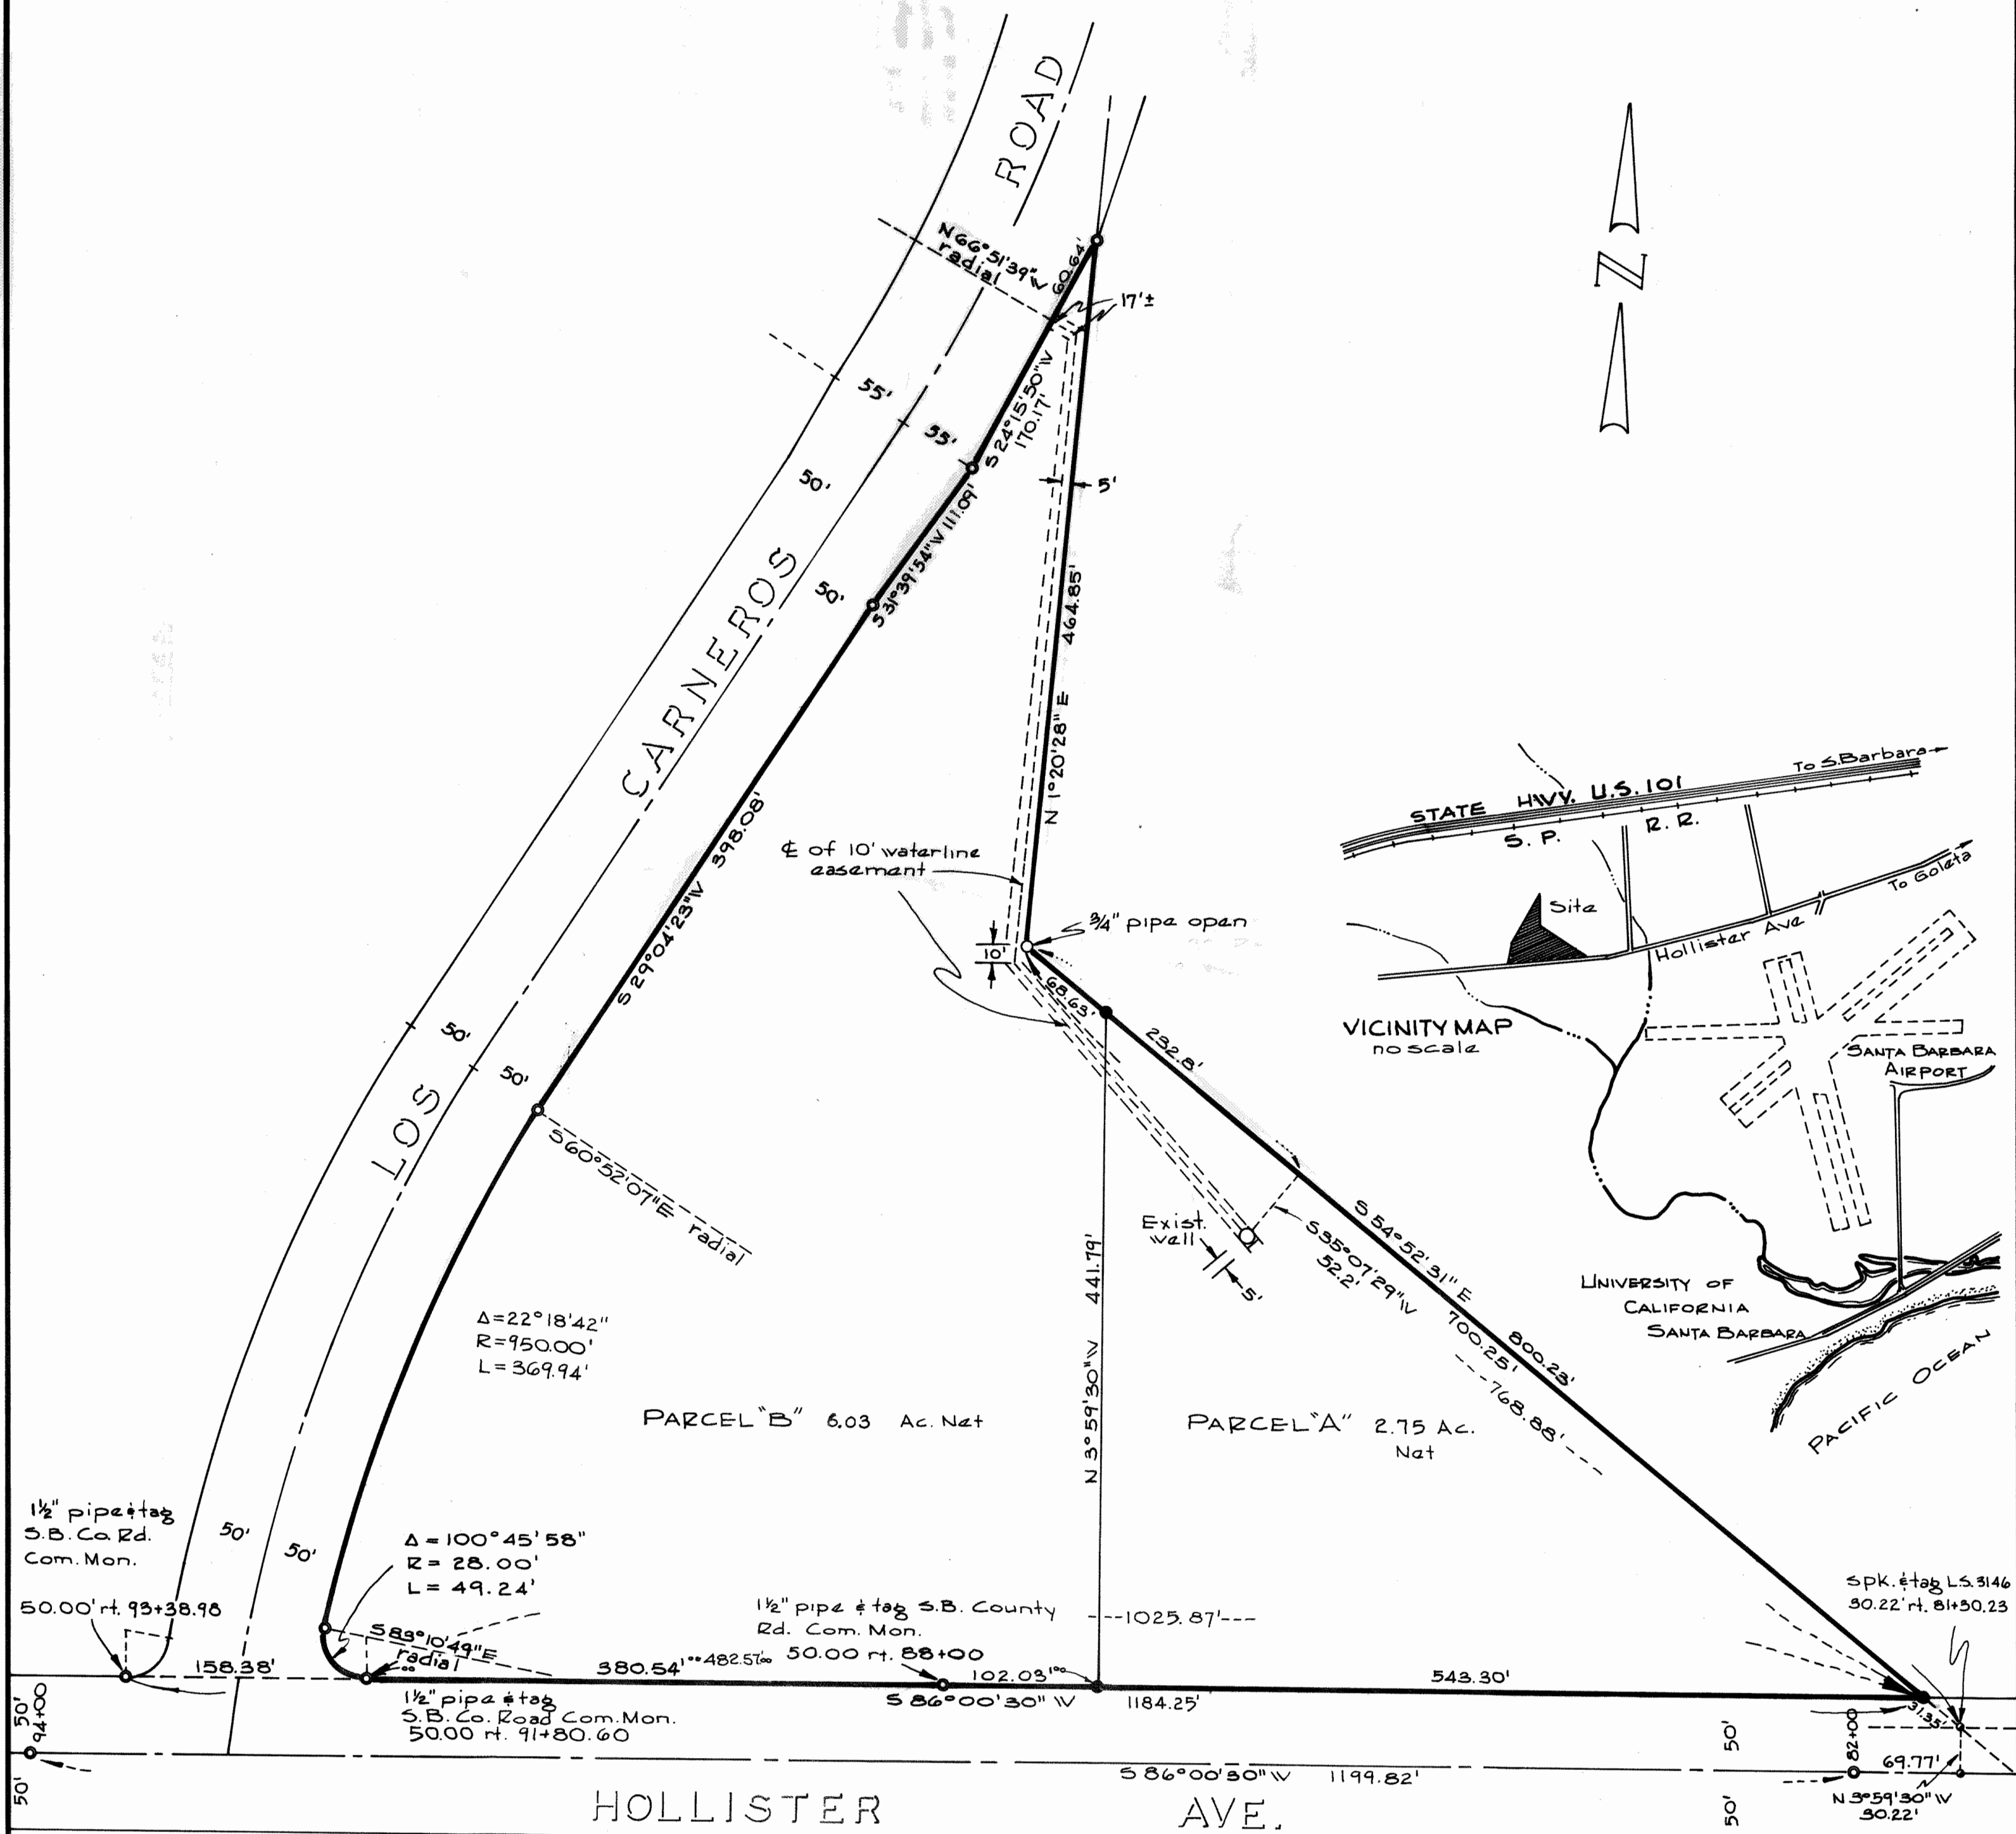 ROAD
N 66°51'39" W
radial
60.64'
17'±
N
55'
35'
S 24°15'50" W
170.17'
50'
5'
50'
S 31°39'54" W 111.09'
464.85'
N 1°20'28" E
CARNEROS
S 29°04'23" W 398.08'
℄ of 10' waterline
easement
3/4" pipe open
10'
68.63'
232.8'
STATE HWY. U.S. 101
To S. Barbara
S. P. R. R.
To Goleta
Site
Hollister Ave
VICINITY MAP
no scale
SANTA BARBARA
AIRPORT
50'
50'
LOS
S 60°52'07" E radial
Exist.
well
5'
S 35°07'29" W
52.2'
S 54°52'31" E
800.23'
700.25'
768.88'
UNIVERSITY OF
CALIFORNIA
SANTA BARBARA
PACIFIC OCEAN
Δ=22°18'42"
R=950.00'
L=369.94'
N 3°59'30" W 441.79'
PARCEL "B" 6.03 Ac. Net
PARCEL "A" 2.75 Ac.
Net
1½" pipe & tag
S.B. Co. Rd.
Com. Mon.
50.00' rt. 93+38.98
50'
50'
Δ = 100°45'58"
R = 28.00'
L = 49.24'
S 83°10'49" E
radial
1½" pipe & tag S.B. County
Rd. Com. Mon.
50.00 rt. 88+00
1025.87'
spk. & tag L.S. 3146
30.22' rt. 81+30.23
158.38'
380.54'
482.57
102.03'
543.30'
1½" pipe & tag
S.B. Co. Road Com. Mon.
50.00 rt. 91+80.60
S 86°00'30" W 1184.25'
31.35'
50'
94+00
50'
50'
82+00
69.77'
S 86°00'30" W 1199.82'
50'
N 3°59'30" W
30.22'
HOLLISTER AVE.